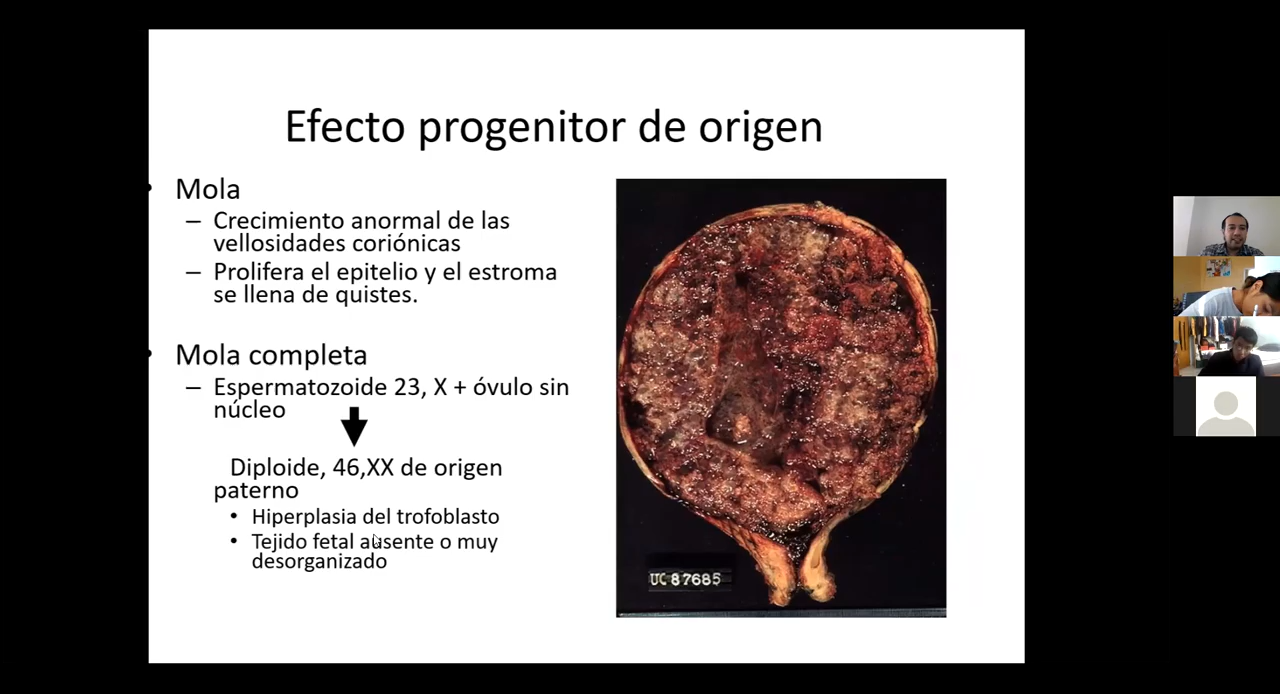 Efecto progenitor de origen
• Mola
– Crecimiento anormal de las
vellosidades coriónicas
– Prolifera el epitelio y el estroma
se llena de quistes.
• Mola completa
– Espermatozoide 23, X + óvulo sin
núcleo
Diploide, 46,XX de origen
paterno
• Hiperplasia del trofoblasto
• Tejido fetal ausente o muy
desorganizado
UC 87685